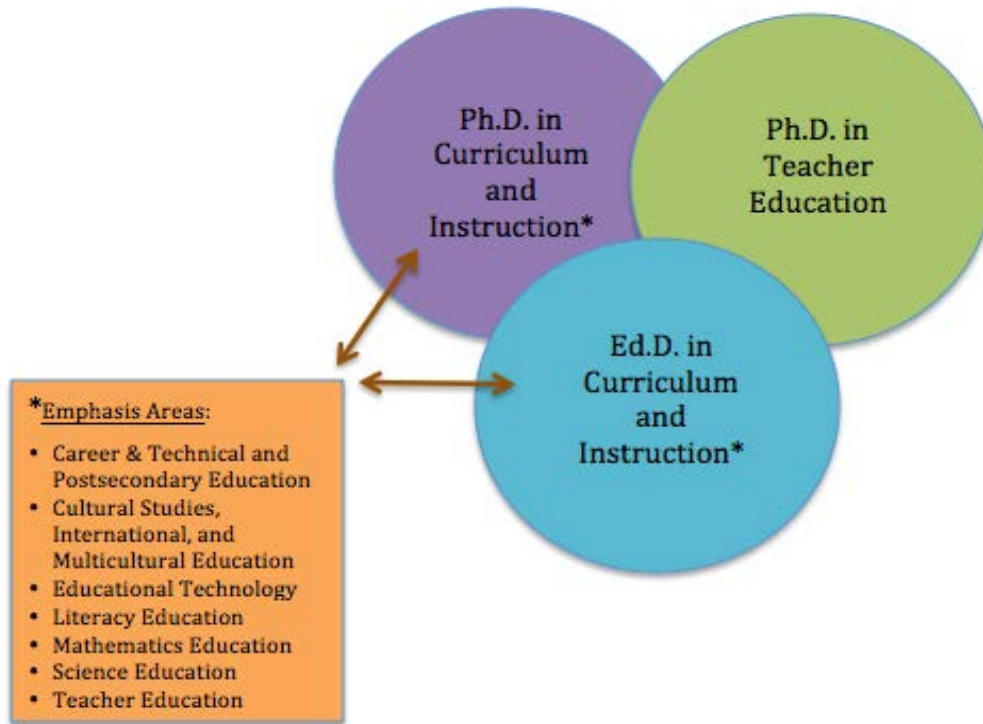 Ph.D. in
Curriculum
and
Instruction*
Ph.D. in
Teacher
Education
Ed.D. in
Curriculum
and
Instruction*
*Emphasis Areas:
• Career & Technical and
Postsecondary Education
• Cultural Studies,
International, and
Multicultural Education
• Educational Technology
• Literacy Education
• Mathematics Education
• Science Education
• Teacher Education